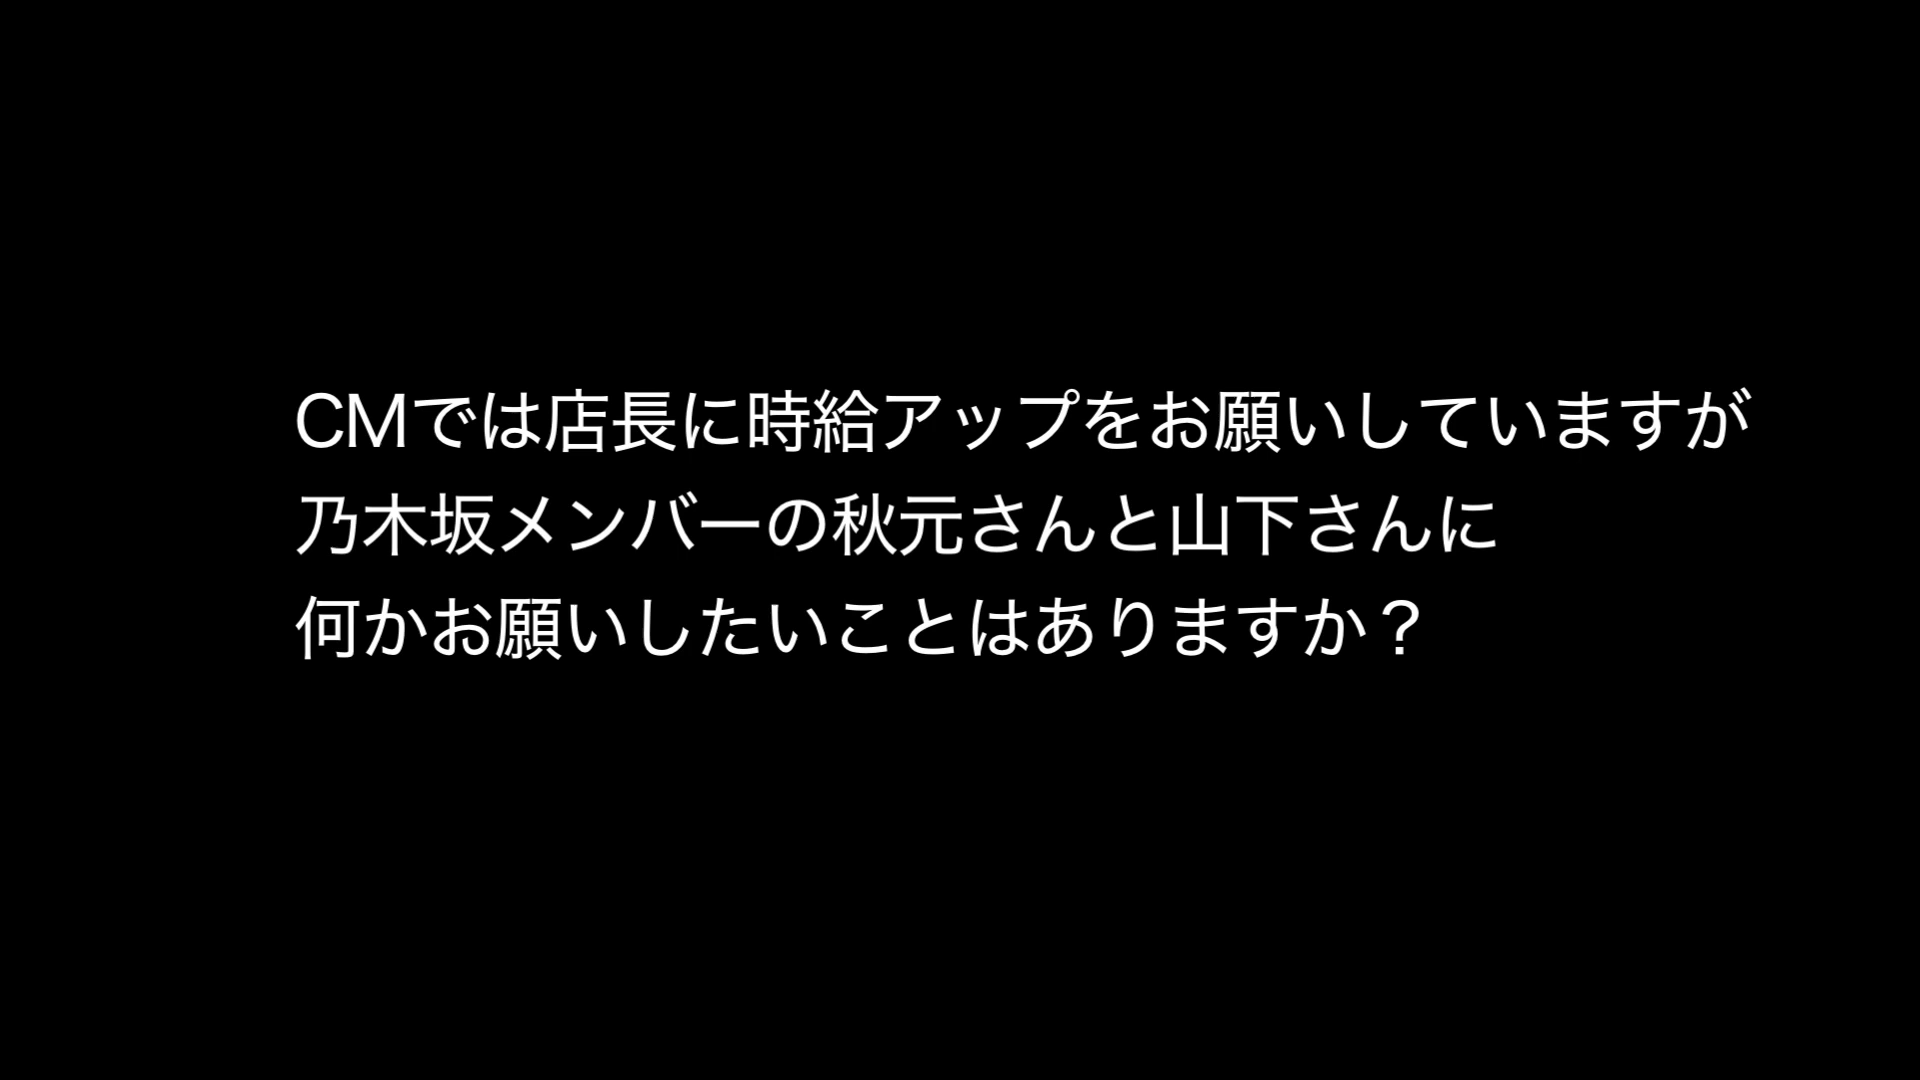 CMでは店長に時給アップをお願いしていますが
乃木坂メンバーの秋元さんと山下さんに
何かお願いしたいことはありますか？